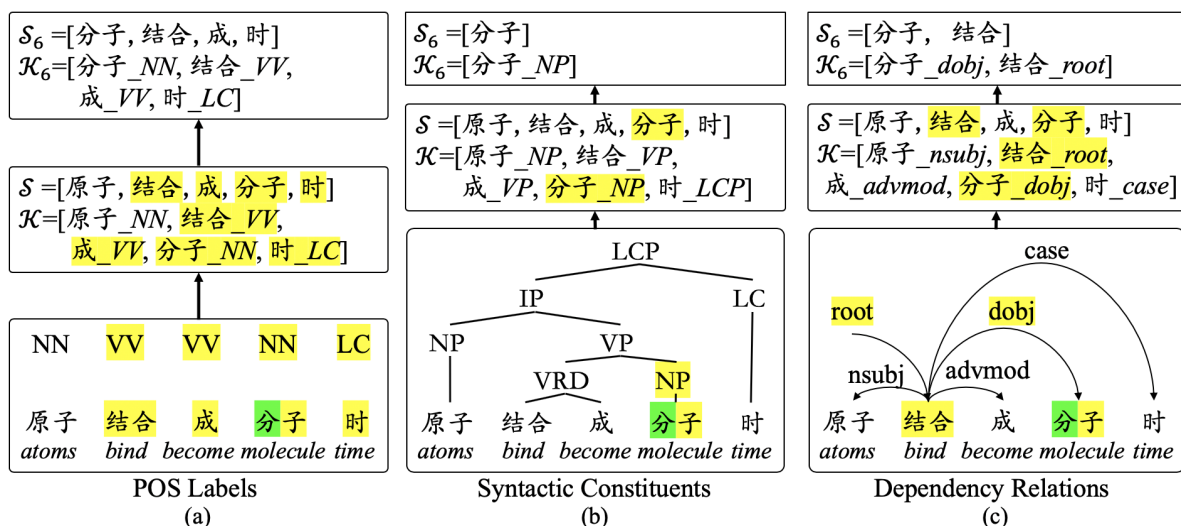 𝒮₆ =[分子, 结合, 成, 时]
𝒦₆=[分子_NN, 结合_VV,
成_VV, 时_LC]
𝒮 =[原子, 结合, 成, 分子, 时]
𝒦=[原子_NN, 结合_VV,
成_VV, 分子_NN, 时_LC]
NN VV VV NN LC
原子 结合 成 分子 时
atoms bind become molecule time
POS Labels
(a)
𝒮₆ =[分子]
𝒦₆=[分子_NP]
𝒮 =[原子, 结合, 成, 分子, 时]
𝒦=[原子_NP, 结合_VP,
成_VP, 分子_NP, 时_LCP]
LCP
IP LC
NP VP
VRD NP
原子 结合 成 分子 时
atoms bind become molecule time
Syntactic Constituents
(b)
𝒮₆ =[分子, 结合]
𝒦₆=[分子_dobj, 结合_root]
𝒮 =[原子, 结合, 成, 分子, 时]
𝒦=[原子_nsubj, 结合_root,
成_advmod, 分子_dobj, 时_case]
case
root dobj
nsubj advmod
原子 结合 成 分子 时
atoms bind become molecule time
Dependency Relations
(c)